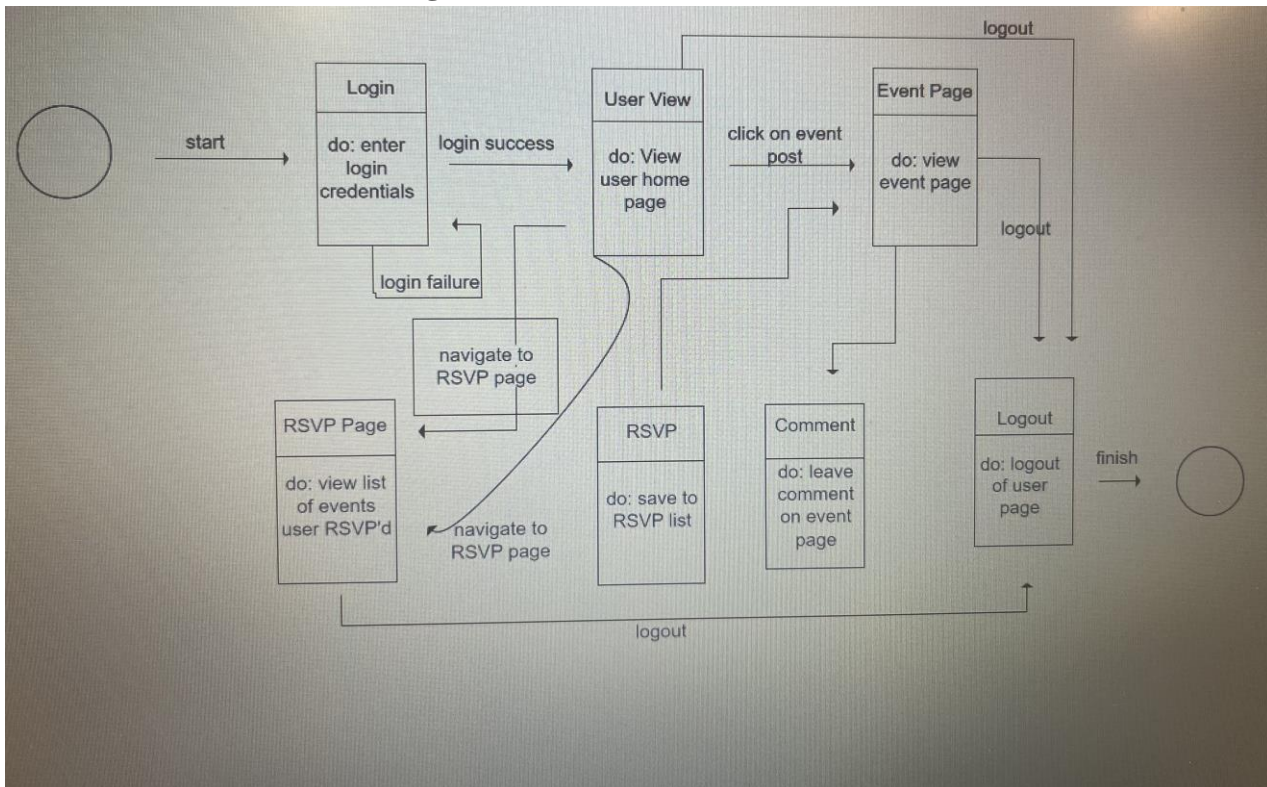 logout
Login
do: enter
login
credentials
start
login success
login failure
User View
do: View
user home
page
click on event
post
Event Page
do: view
event page
logout
navigate to
RSVP page
RSVP Page
do: view list
of events
user RSVP'd
navigate to
RSVP page
RSVP
do: save to
RSVP list
Comment
do: leave
comment
on event
page
Logout
do: logout
of user
page
finish
logout